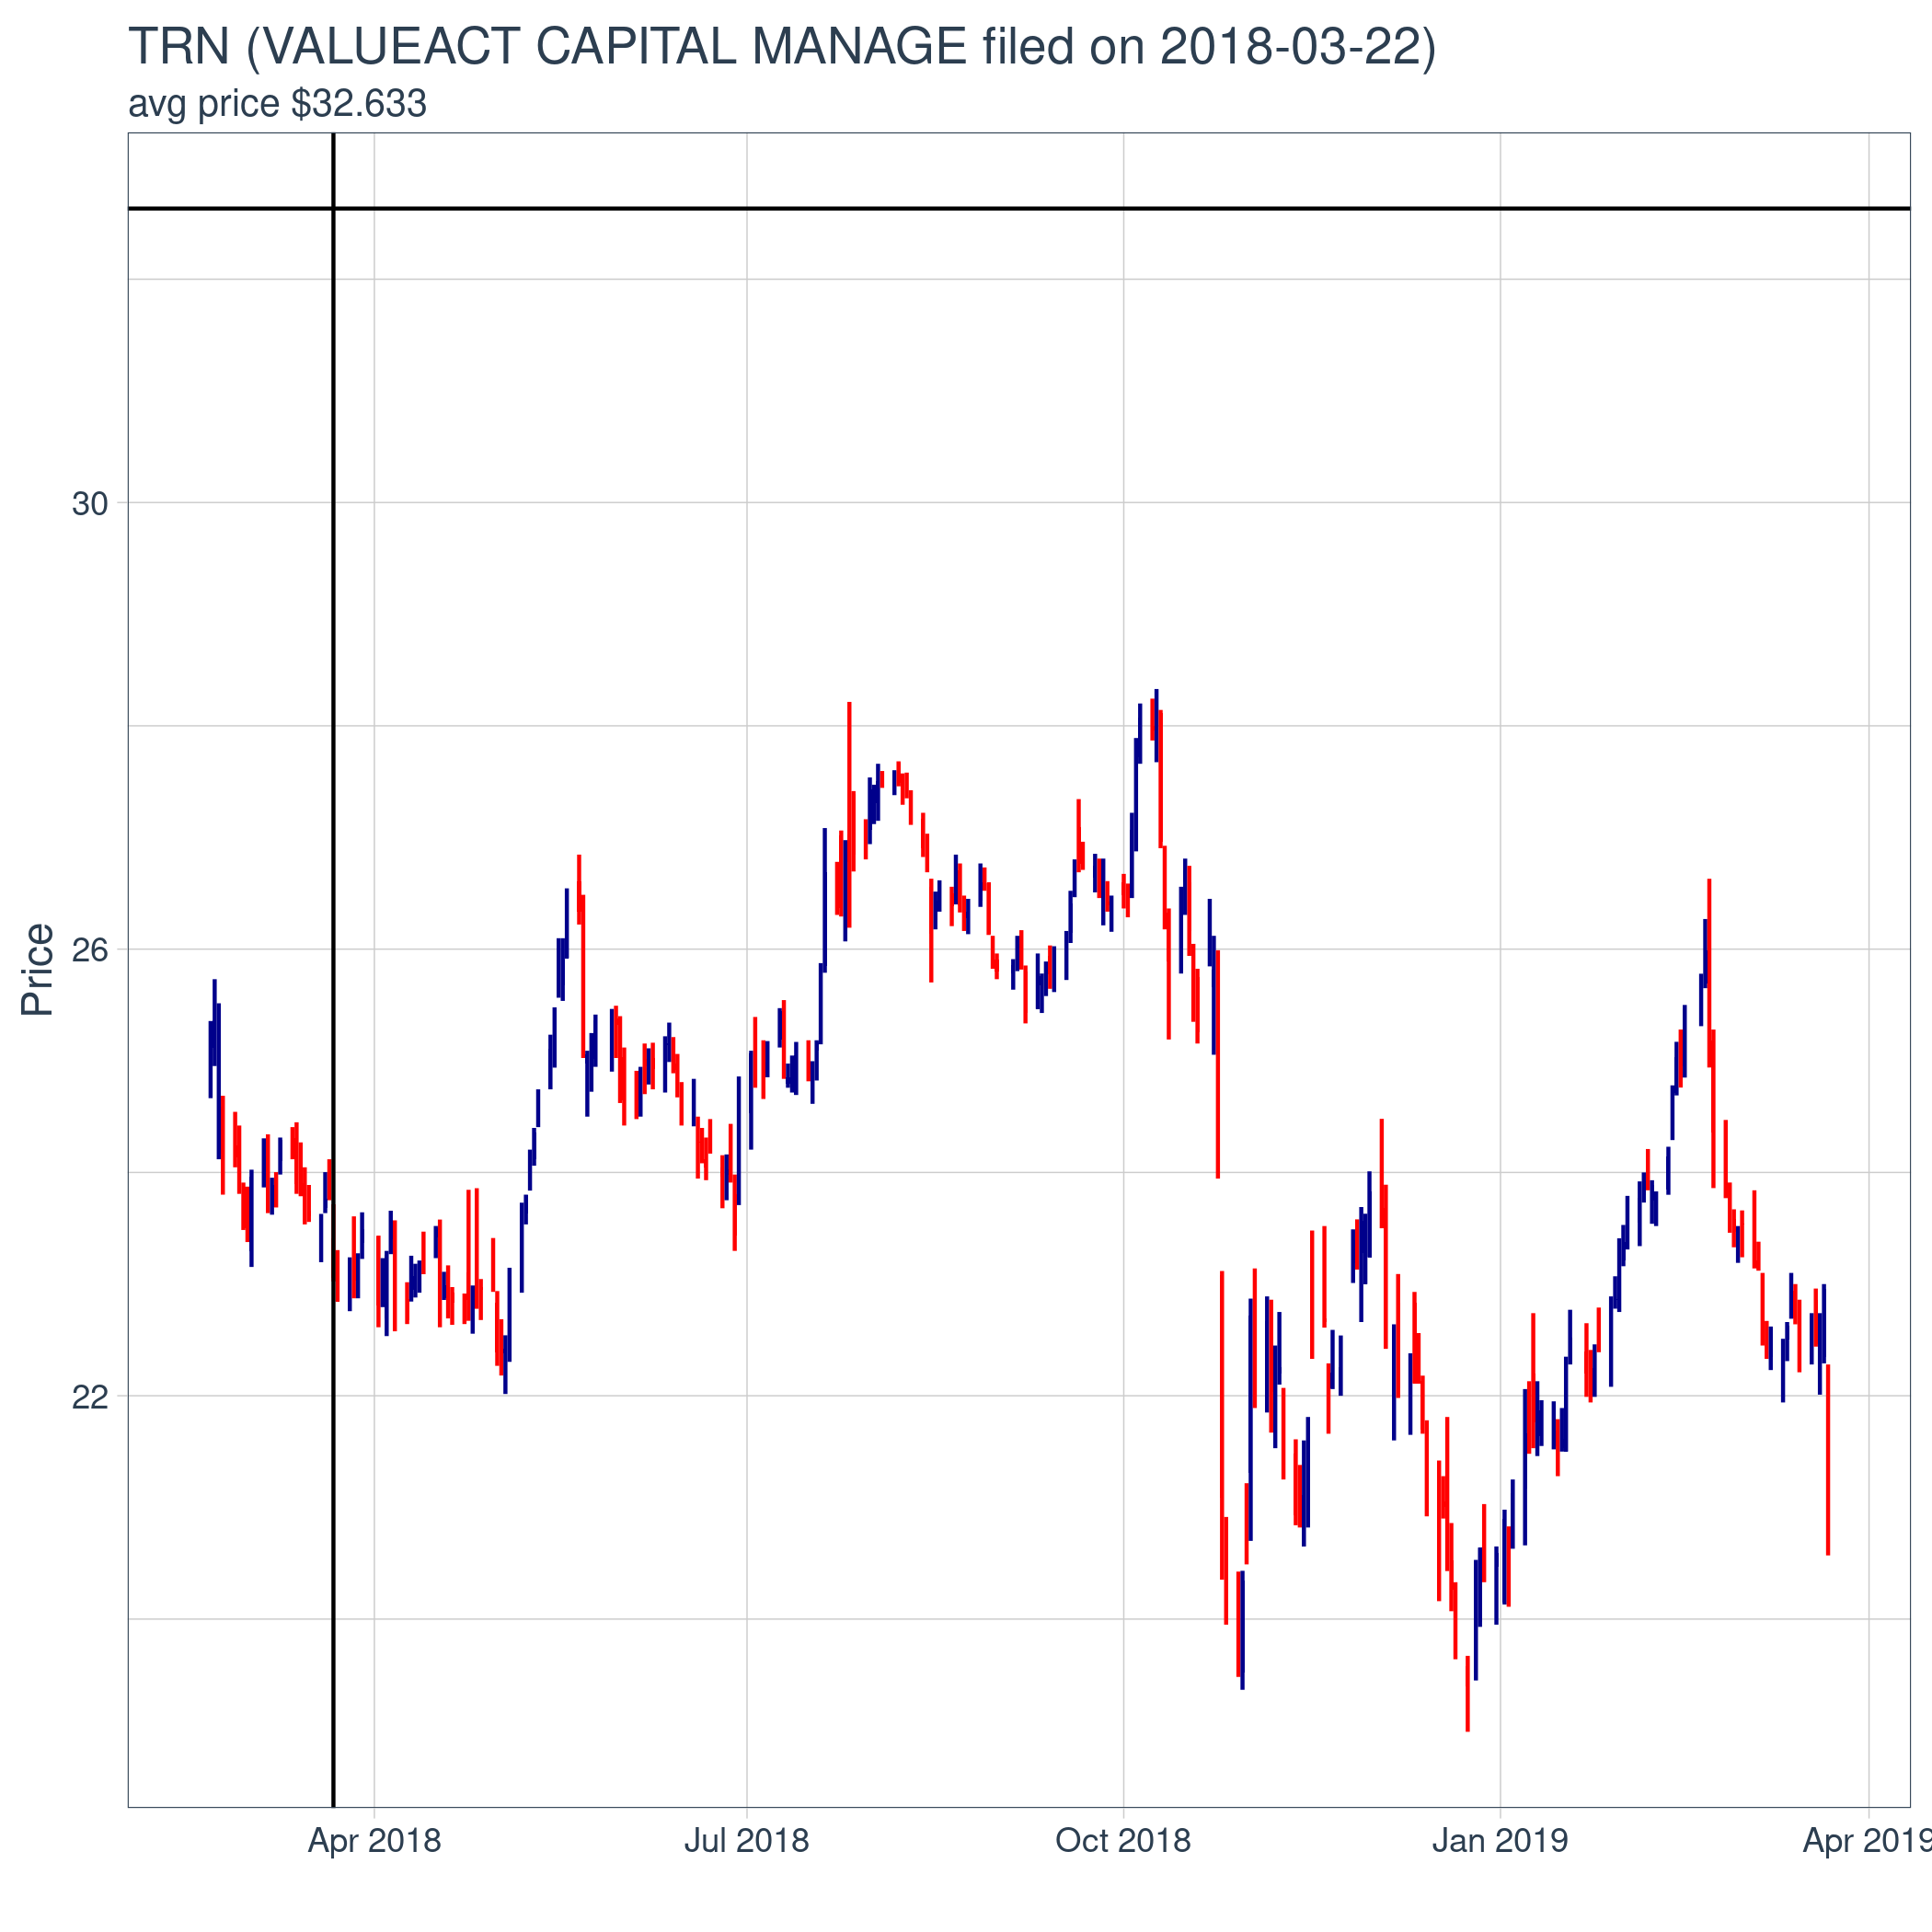 TRN (VALUEACT CAPITAL MANAGE filed on 2018-03-22)
avg price $32.633
Price
30
26
22
Apr 2018 Jul 2018 Oct 2018 Jan 2019 Apr 2019